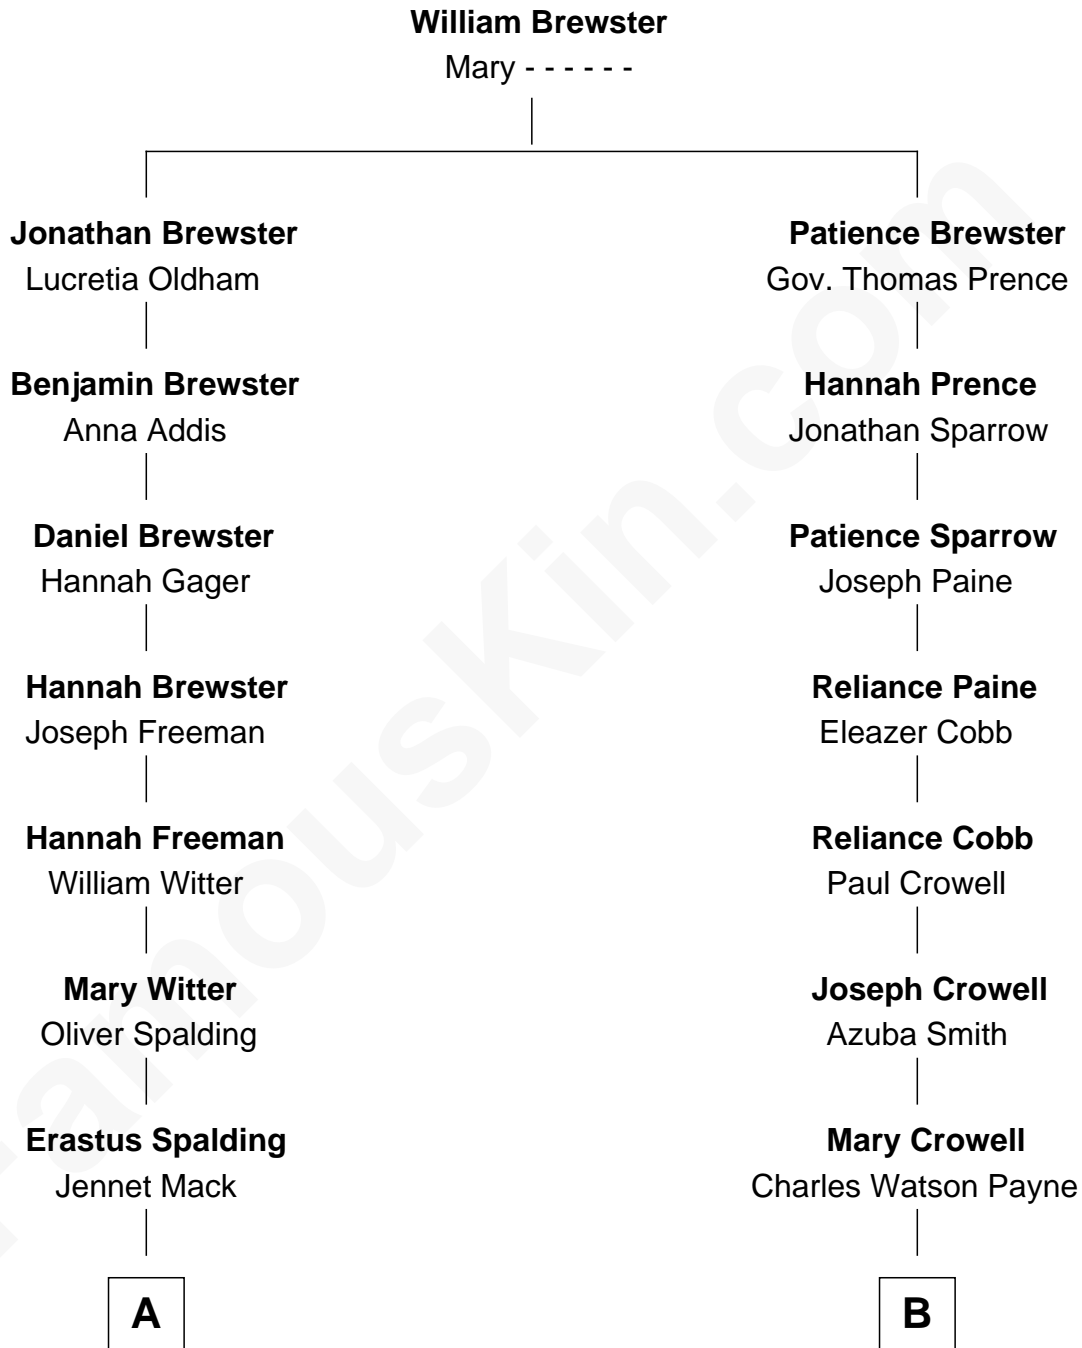 William Brewster
Mary - - - - - -
Jonathan Brewster
Lucretia Oldham
Patience Brewster
Gov. Thomas Prence
Benjamin Brewster
Anna Addis
Hannah Prence
Jonathan Sparrow
Daniel Brewster
Hannah Gager
Patience Sparrow
Joseph Paine
Hannah Brewster
Joseph Freeman
Reliance Paine
Eleazer Cobb
Hannah Freeman
William Witter
Reliance Cobb
Paul Crowell
Mary Witter
Oliver Spalding
Joseph Crowell
Azuba Smith
Erastus Spalding
Jennet Mack
Mary Crowell
Charles Watson Payne
A
B
FamousKin.com